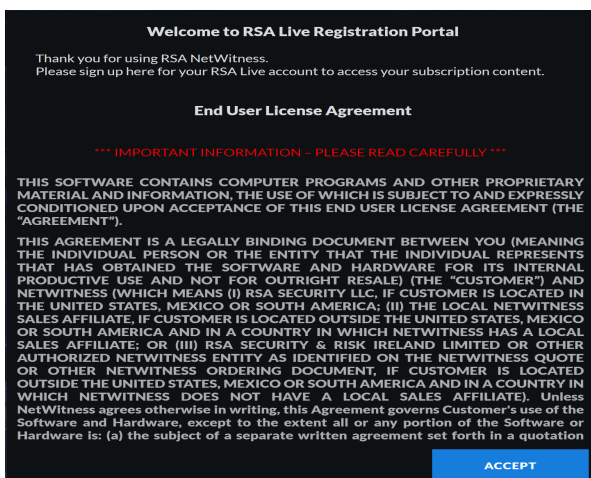 Welcome to RSA Live Registration Portal
Thank you for using RSA NetWitness.
Please sign up here for your RSA Live account to access your subscription content.
End User License Agreement
*** IMPORTANT INFORMATION – PLEASE READ CAREFULLY ***
THIS SOFTWARE CONTAINS COMPUTER PROGRAMS AND OTHER PROPRIETARY
MATERIAL AND INFORMATION, THE USE OF WHICH IS SUBJECT TO AND EXPRESSLY
CONDITIONED UPON ACCEPTANCE OF THIS END USER LICENSE AGREEMENT (THE
“AGREEMENT”).
THIS AGREEMENT IS A LEGALLY BINDING DOCUMENT BETWEEN YOU (MEANING
THE INDIVIDUAL PERSON OR THE ENTITY THAT THE INDIVIDUAL REPRESENTS
THAT HAS OBTAINED THE SOFTWARE AND HARDWARE FOR ITS INTERNAL
PRODUCTIVE USE AND NOT FOR OUTRIGHT RESALE) (THE “CUSTOMER”) AND
NETWITNESS (WHICH MEANS (I) RSA SECURITY LLC, IF CUSTOMER IS LOCATED IN
THE UNITED STATES, MEXICO OR SOUTH AMERICA; (II) THE LOCAL NETWITNESS
SALES AFFILIATE, IF CUSTOMER IS LOCATED OUTSIDE THE UNITED STATES, MEXICO
OR SOUTH AMERICA AND IN A COUNTRY IN WHICH NETWITNESS HAS A LOCAL
SALES AFFILIATE; OR (III) RSA SECURITY & RISK IRELAND LIMITED OR OTHER
AUTHORIZED NETWITNESS ENTITY AS IDENTIFIED ON THE NETWITNESS QUOTE
OR OTHER NETWITNESS ORDERING DOCUMENT, IF CUSTOMER IS LOCATED
OUTSIDE THE UNITED STATES, MEXICO OR SOUTH AMERICA AND IN A COUNTRY IN
WHICH NETWITNESS DOES NOT HAVE A LOCAL SALES AFFILIATE). Unless
NetWitness agrees otherwise in writing, this Agreement governs Customer's use of the
Software and Hardware, except to the extent all or any portion of the Software or
Hardware is: (a) the subject of a separate written agreement set forth in a quotation
ACCEPT